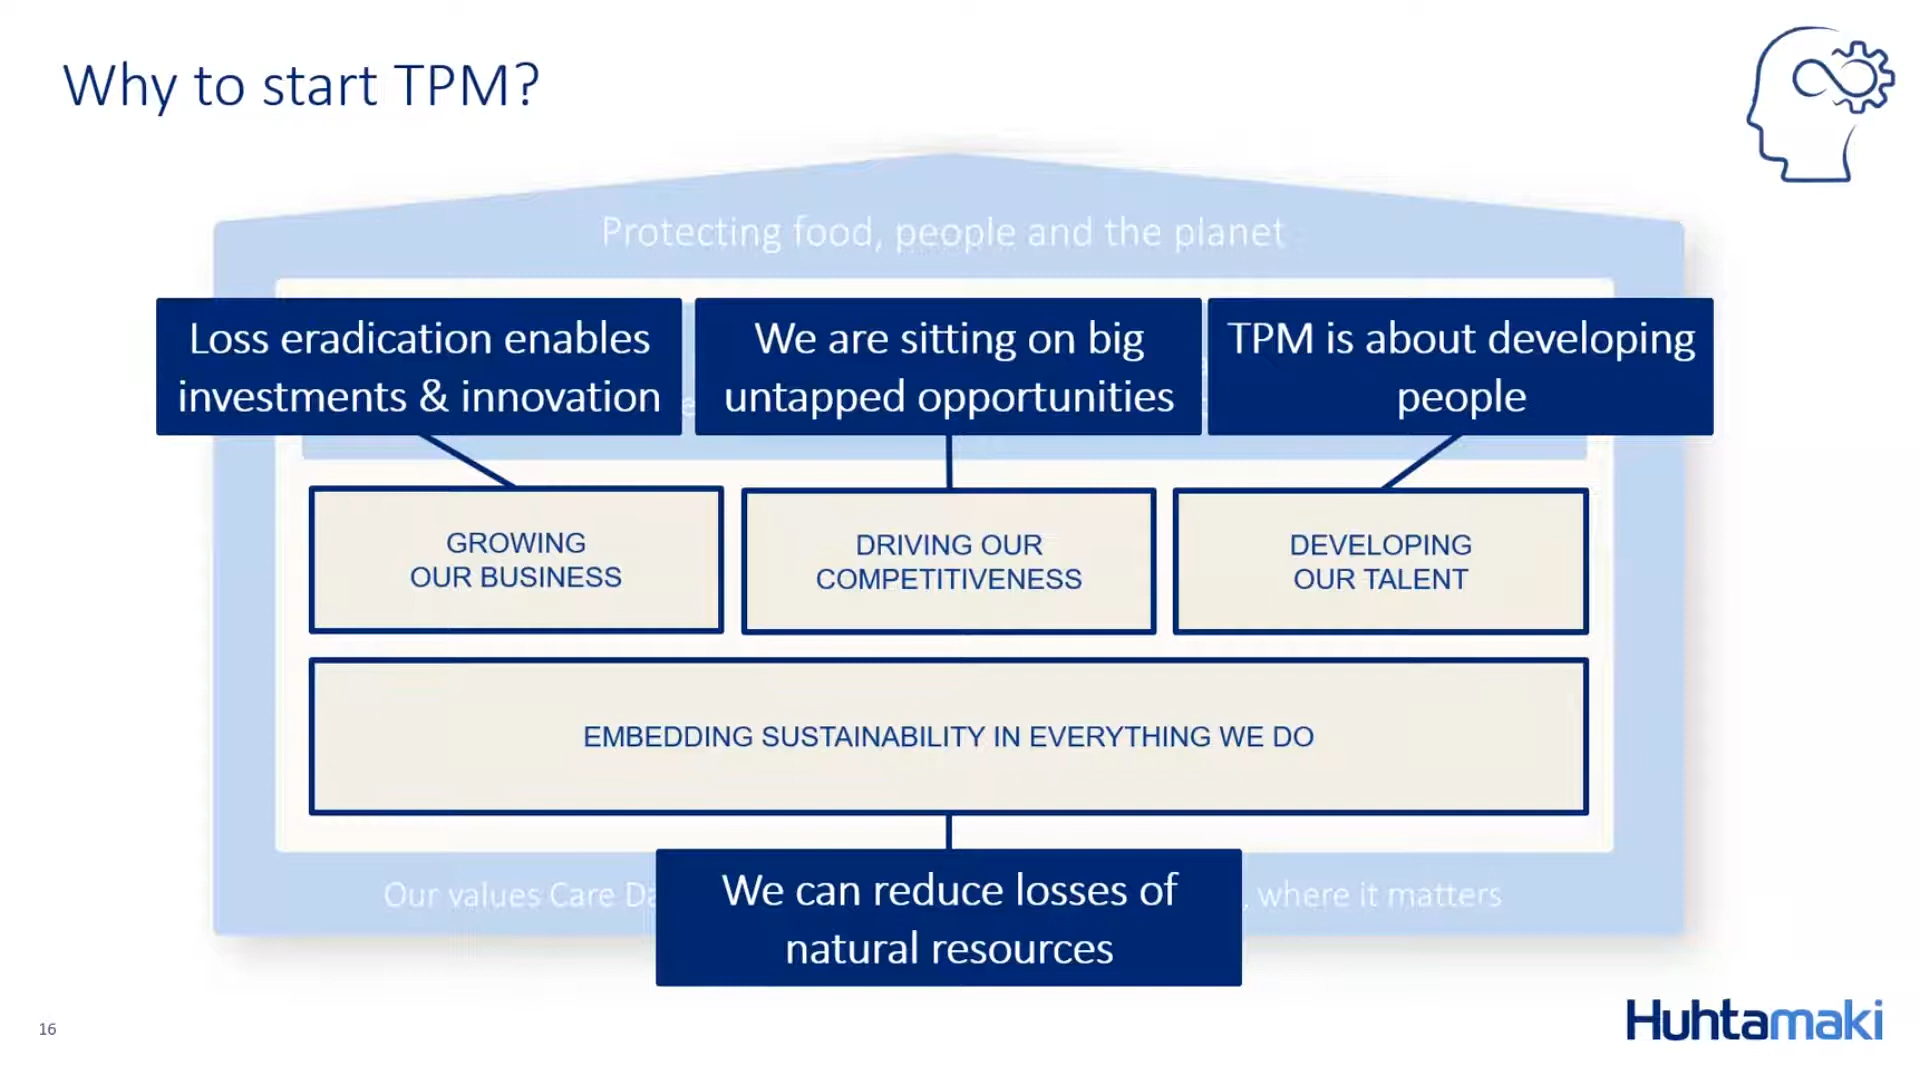 Why to start TPM?
Protecting food, people and the planet
Loss eradication enables
investments & innovation
We are sitting on big
untapped opportunities
TPM is about developing
people
GROWING
OUR BUSINESS
DRIVING OUR
COMPETITIVENESS
DEVELOPING
OUR TALENT
EMBEDDING SUSTAINABILITY IN EVERYTHING WE DO
Our values Care where it matters
We can reduce losses of
natural resources
16
Huhtamaki